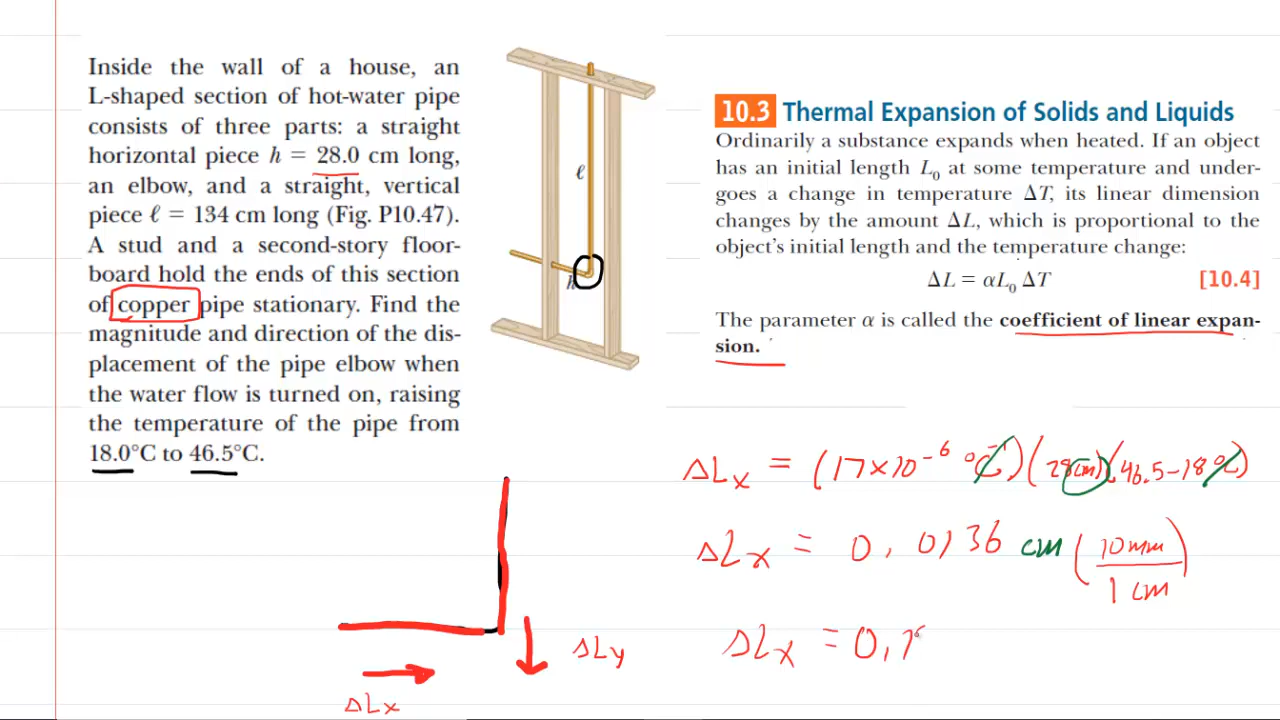 Inside the wall of a house, an
L-shaped section of hot-water pipe
consists of three parts: a straight
horizontal piece h = 28.0 cm long,
an elbow, and a straight, vertical
piece ℓ = 134 cm long (Fig. P10.47).
A stud and a second-story floor-
board hold the ends of this section
of copper pipe stationary. Find the
magnitude and direction of the dis-
placement of the pipe elbow when
the water flow is turned on, raising
the temperature of the pipe from
18.0°C to 46.5°C.
ℓ
h
10.3 Thermal Expansion of Solids and Liquids
Ordinarily a substance expands when heated. If an object
has an initial length L₀ at some temperature and under-
goes a change in temperature ΔT, its linear dimension
changes by the amount ΔL, which is proportional to the
object's initial length and the temperature change:
ΔL = αL₀ ΔT [10.4]
The parameter α is called the coefficient of linear expan-
sion.
ΔLx = (17×10⁻⁶ °C⁻¹)(28cm)(46.5-18°C)
ΔLx = 0,0136 cm (10mm/1cm)
ΔLx = 0,1
ΔLy
ΔLx